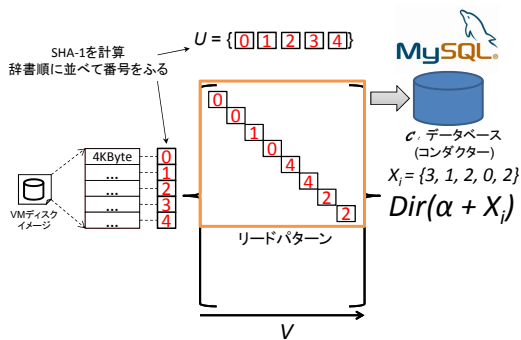 SHA-1を計算
辞書順に並べて番号をふる
U = {0 1 2 3 4}
MySQL®
4KByte
...
...
...
...
0
1
2
3
4
VMディスク
イメージ
0
0
1
0
4
4
2
2
リードパターン
V
データベース
(コンダクター)
Xi = {3, 1, 2, 0, 2}
Dir(α + Xi)